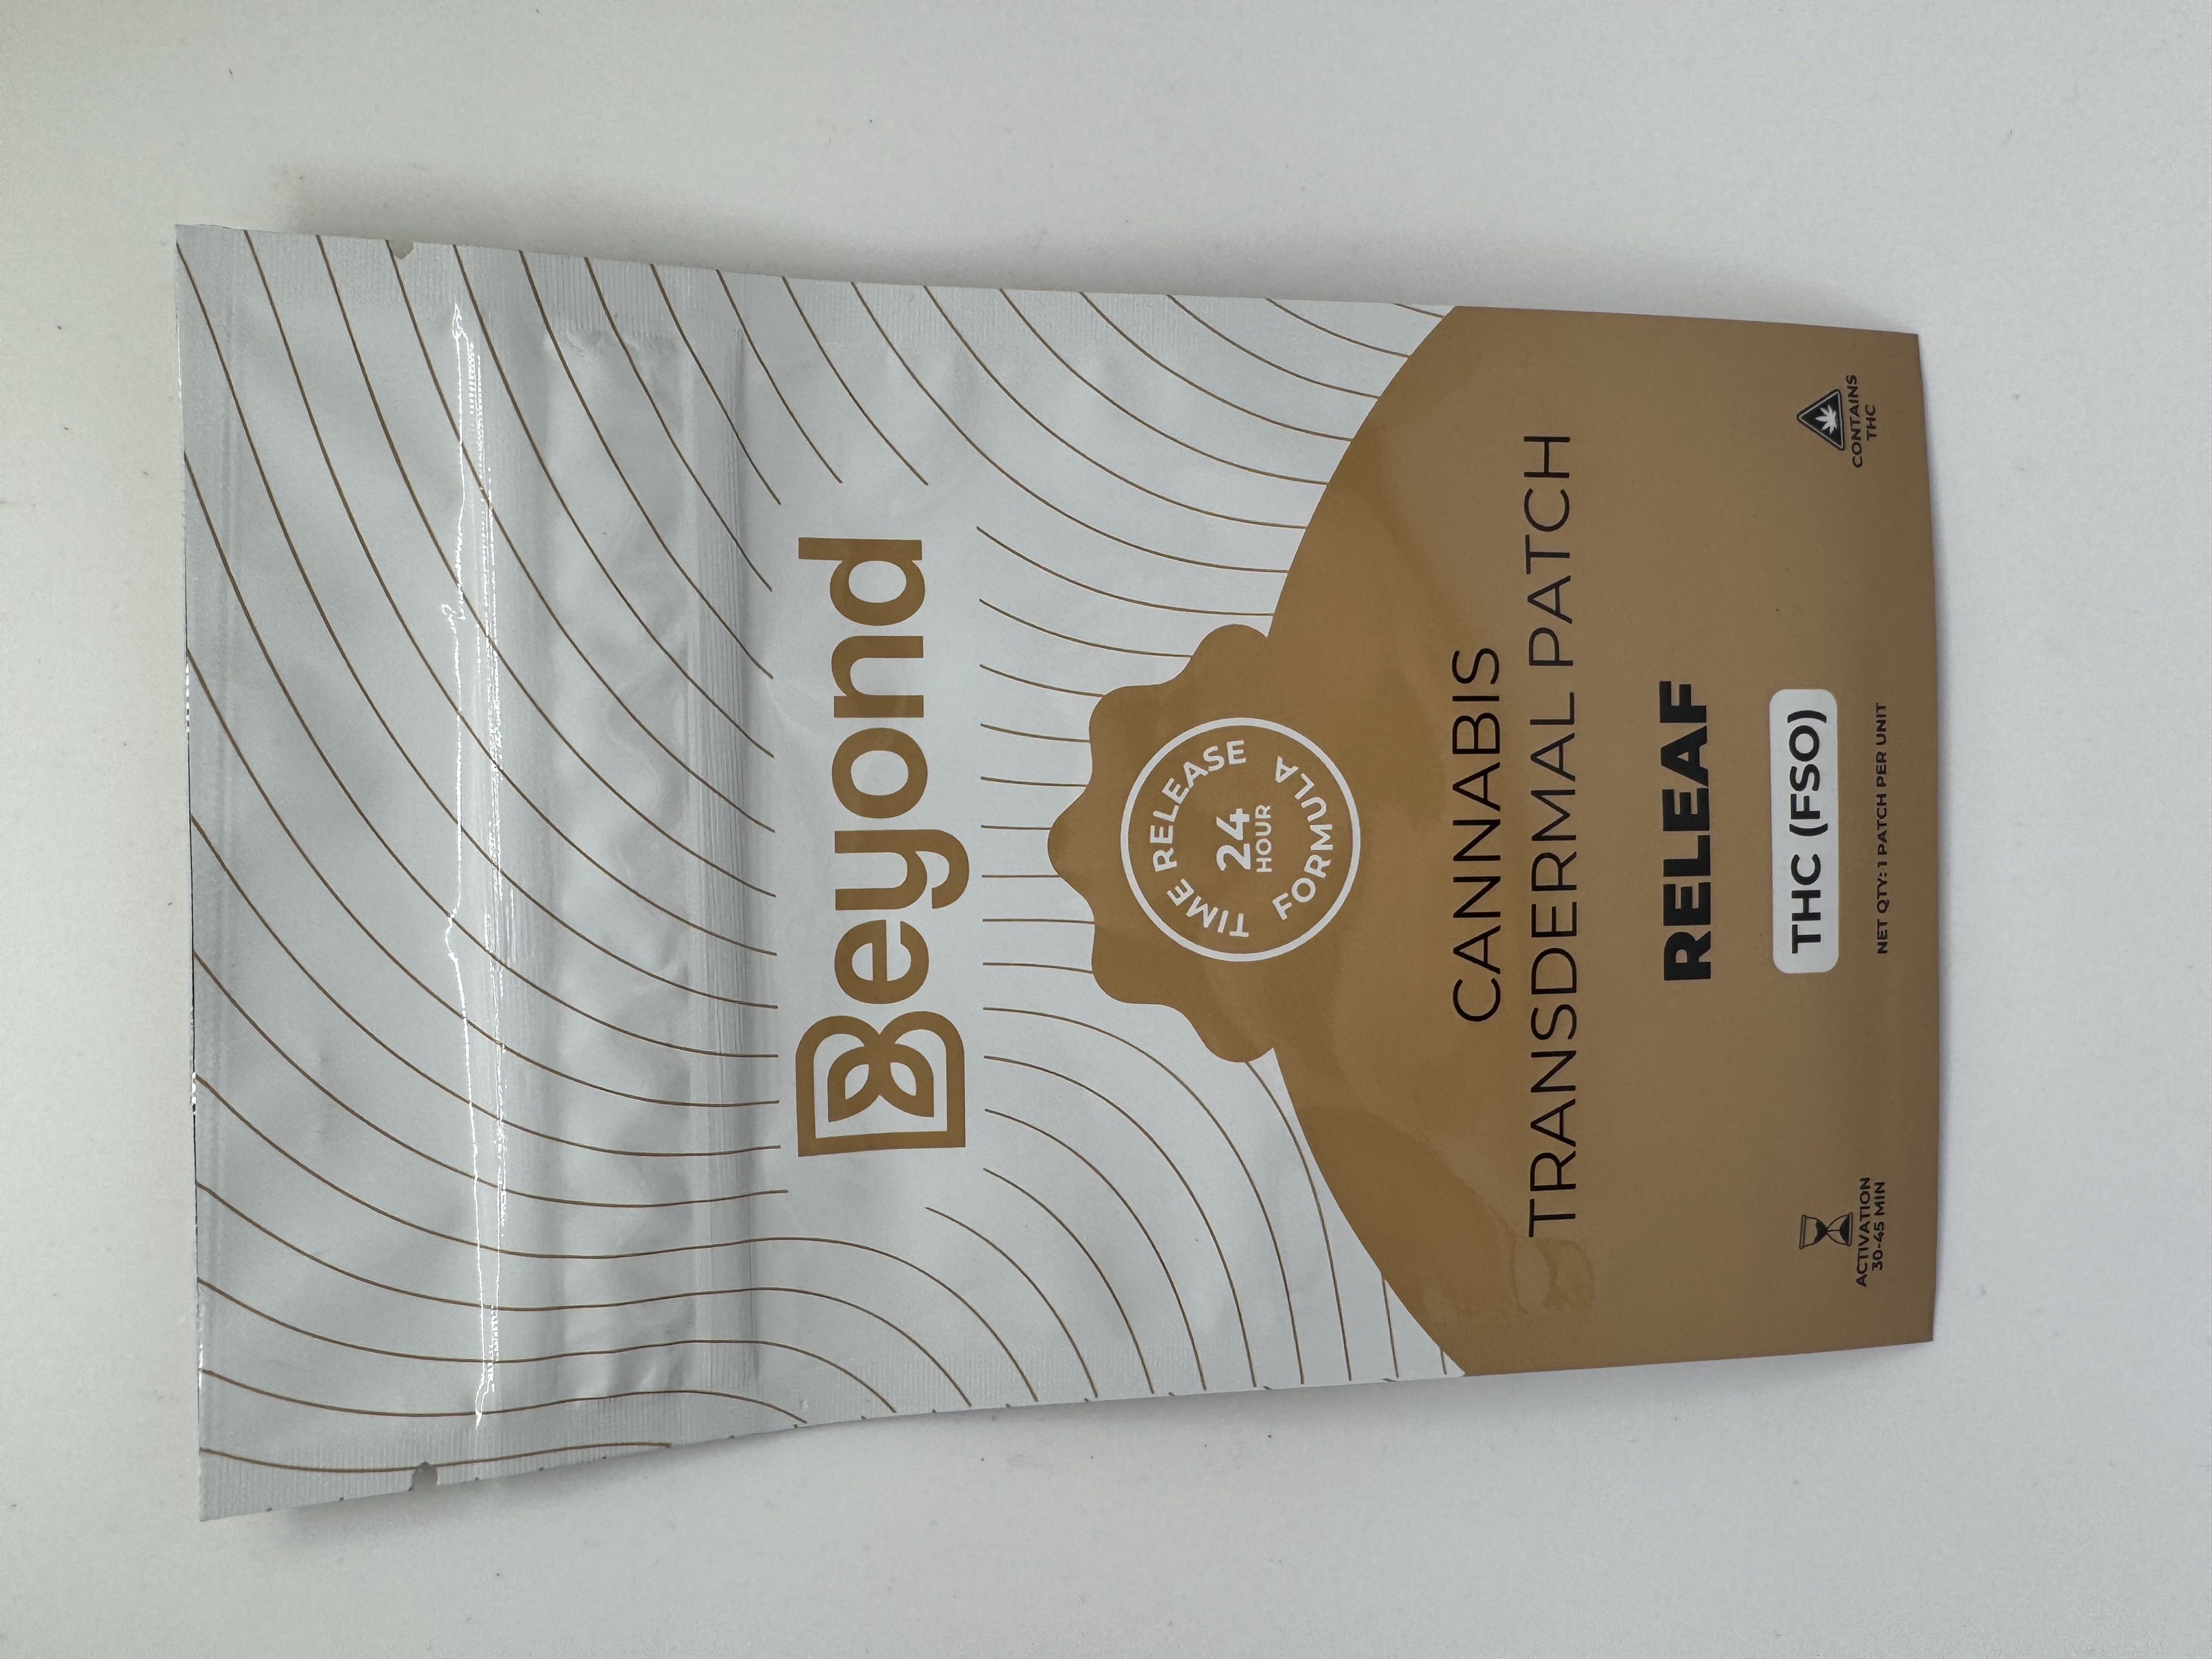 Beyond
TIME RELEASE
24
HOUR
FORMULA
CANNABIS
TRANSDERMAL PATCH
RELEAF
THC (FSO)
ACTIVATION
30-45 MIN
NET QTY: 1 PATCH PER UNIT
CONTAINS
THC